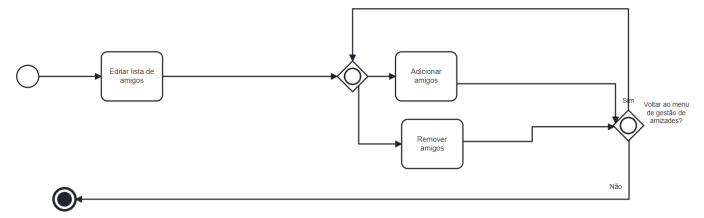 Editar lista de
amigos
Adicionar
amigos
Remover
amigos
Sim
Voltar ao menu
de gestão de
amizades?
Não